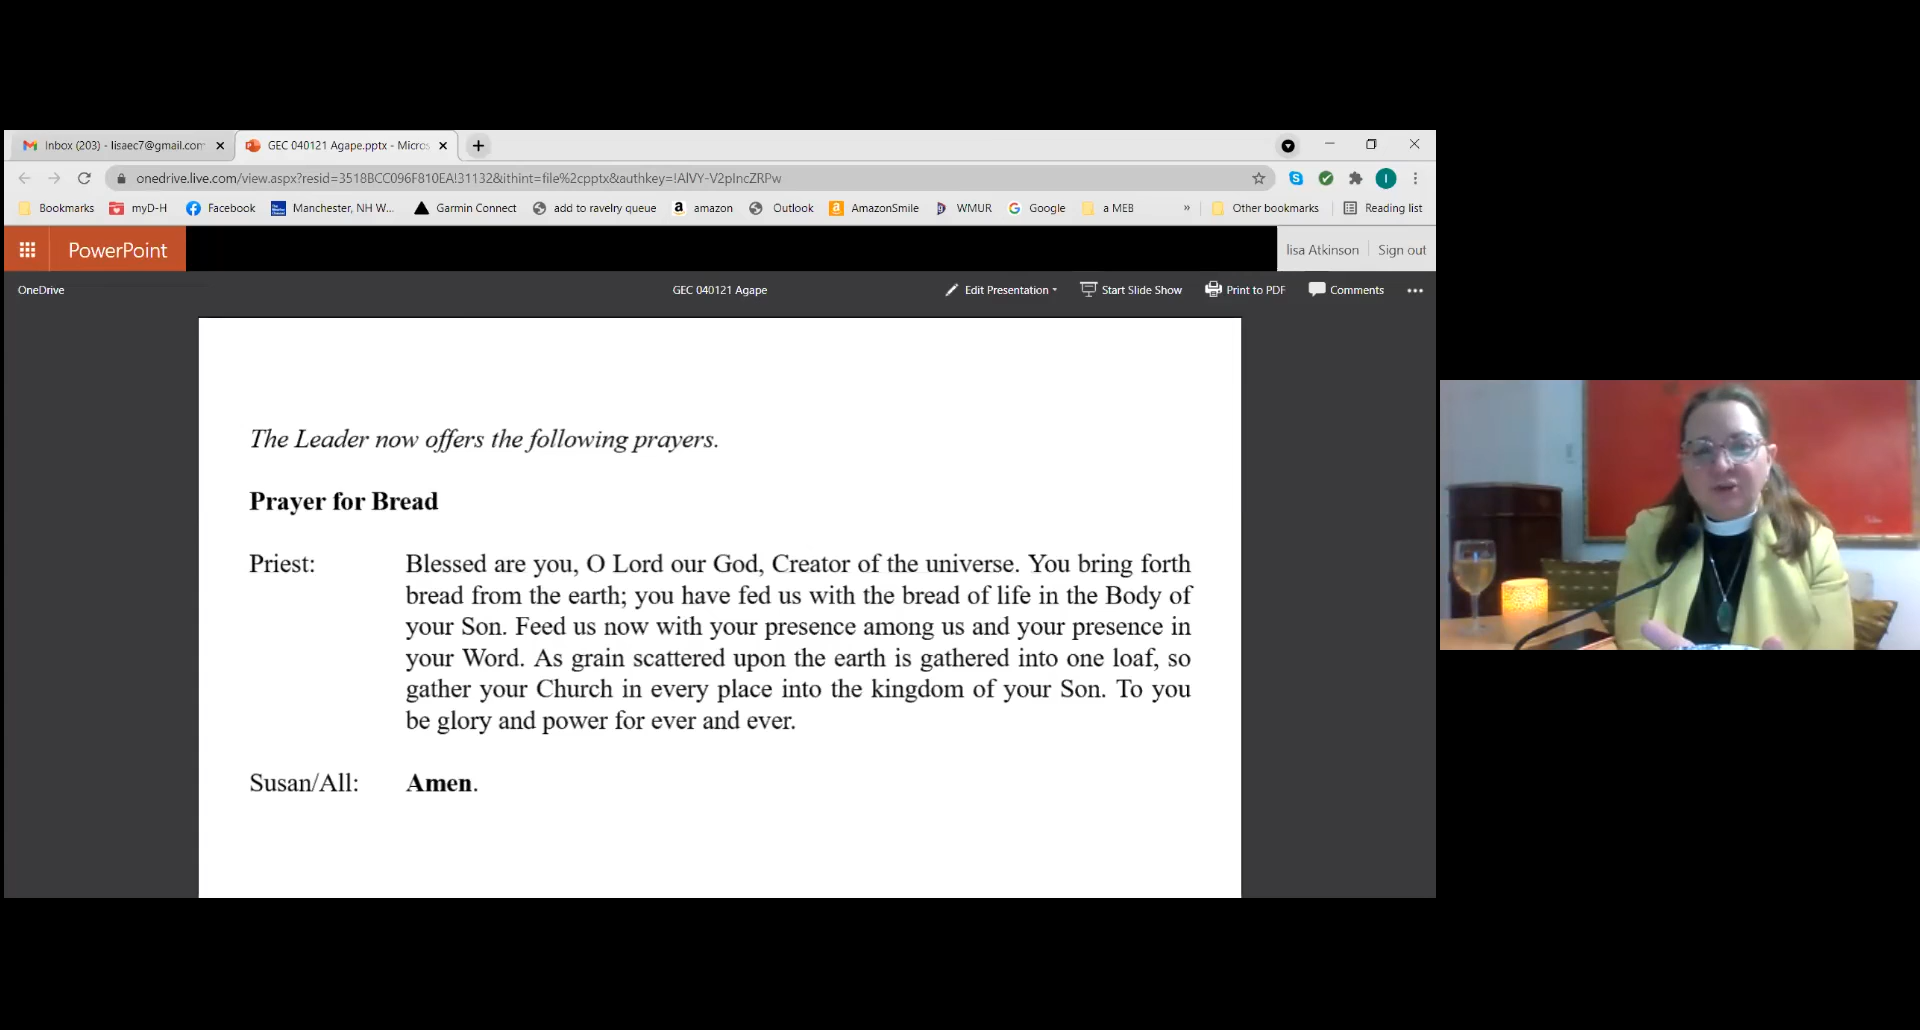 Inbox (203) - lisaec7@gmail.com
GEC 040121 Agape.pptx - Micros
onedrive.live.com/view.aspx?resid=3518BCC096F810EA!31132&ithint=file%2cpptx&authkey=!AlVY-V2pIncZRPw
Bookmarks myD-H Facebook Manchester, NH W... Garmin Connect add to ravelry queue amazon Outlook AmazonSmile WMUR Google a MEB » Other bookmarks Reading list
PowerPoint lisa Atkinson Sign out
OneDrive GEC 040121 Agape Edit Presentation Start Slide Show Print to PDF Comments
The Leader now offers the following prayers.
Prayer for Bread
Priest: Blessed are you, O Lord our God, Creator of the universe. You bring forth
bread from the earth; you have fed us with the bread of life in the Body of
your Son. Feed us now with your presence among us and your presence in
your Word. As grain scattered upon the earth is gathered into one loaf, so
gather your Church in every place into the kingdom of your Son. To you
be glory and power for ever and ever.
Susan/All: Amen.